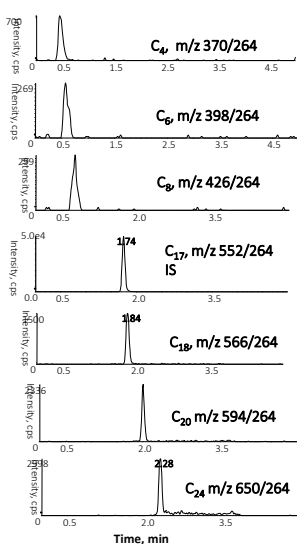 700
Intensity, cps
C₄, m/z 370/264
0 0.5 1.5 2.5 3.5 4.5
269
Intensity, cps
C₆, m/z 398/264
0 0.5 1.5 2.5 3.5 4.5
Intensity, cps
C₈, m/z 426/264
0 0.5 2.0 3.5
5.0e4
Intensity, cps
1.74
C₁₇, m/z 552/264
IS
0.0 0.5 2.0 3.5
1500
Intensity, cps
1.84
C₁₈, m/z 566/264
0 0.5 2.0 3.5
Intensity, cps
C₂₀ m/z 594/264
0 0.5 2.0 3.5
2998
Intensity, cps
2.28
C₂₄ m/z 650/264
0 0.5 2.0 3.5
Time, min